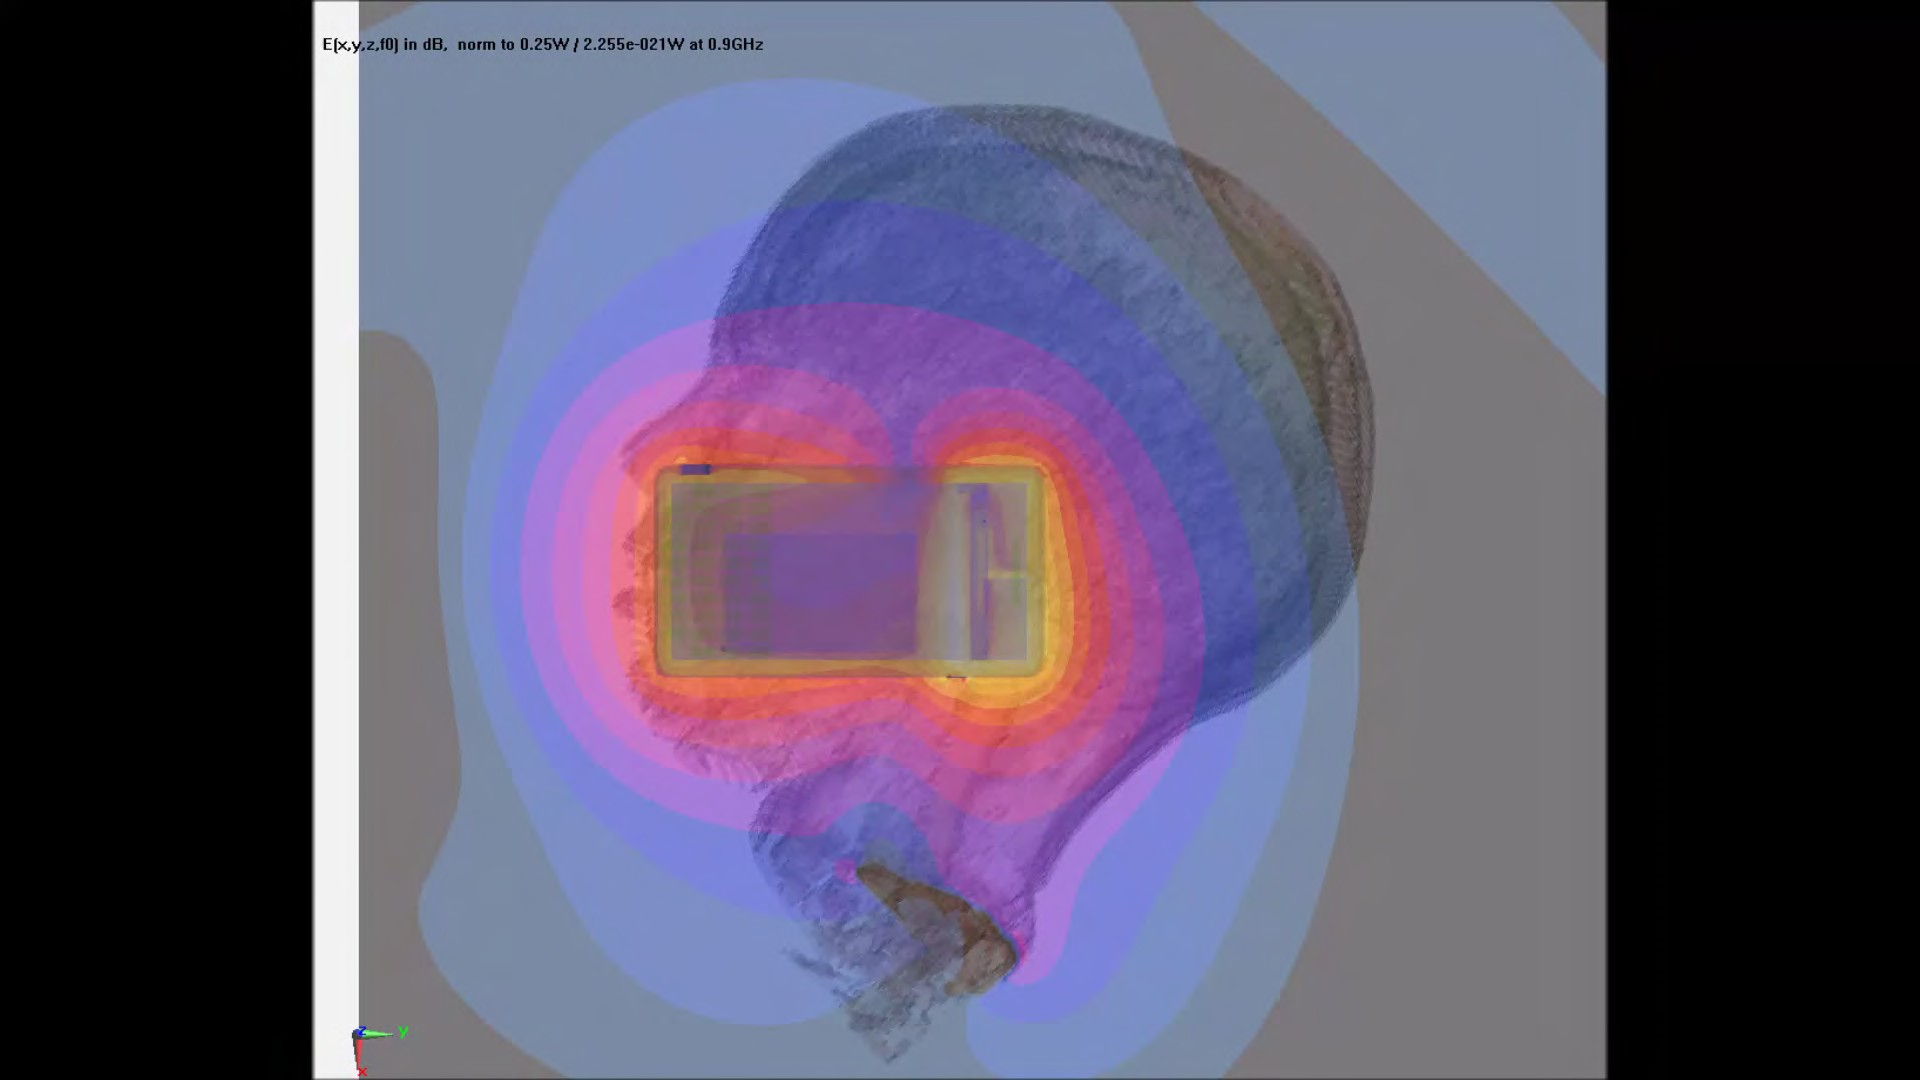 E(x,y,z,f0) in dB, norm to 0.25W / 2.255e-021W at 0.9GHz
z
y
x